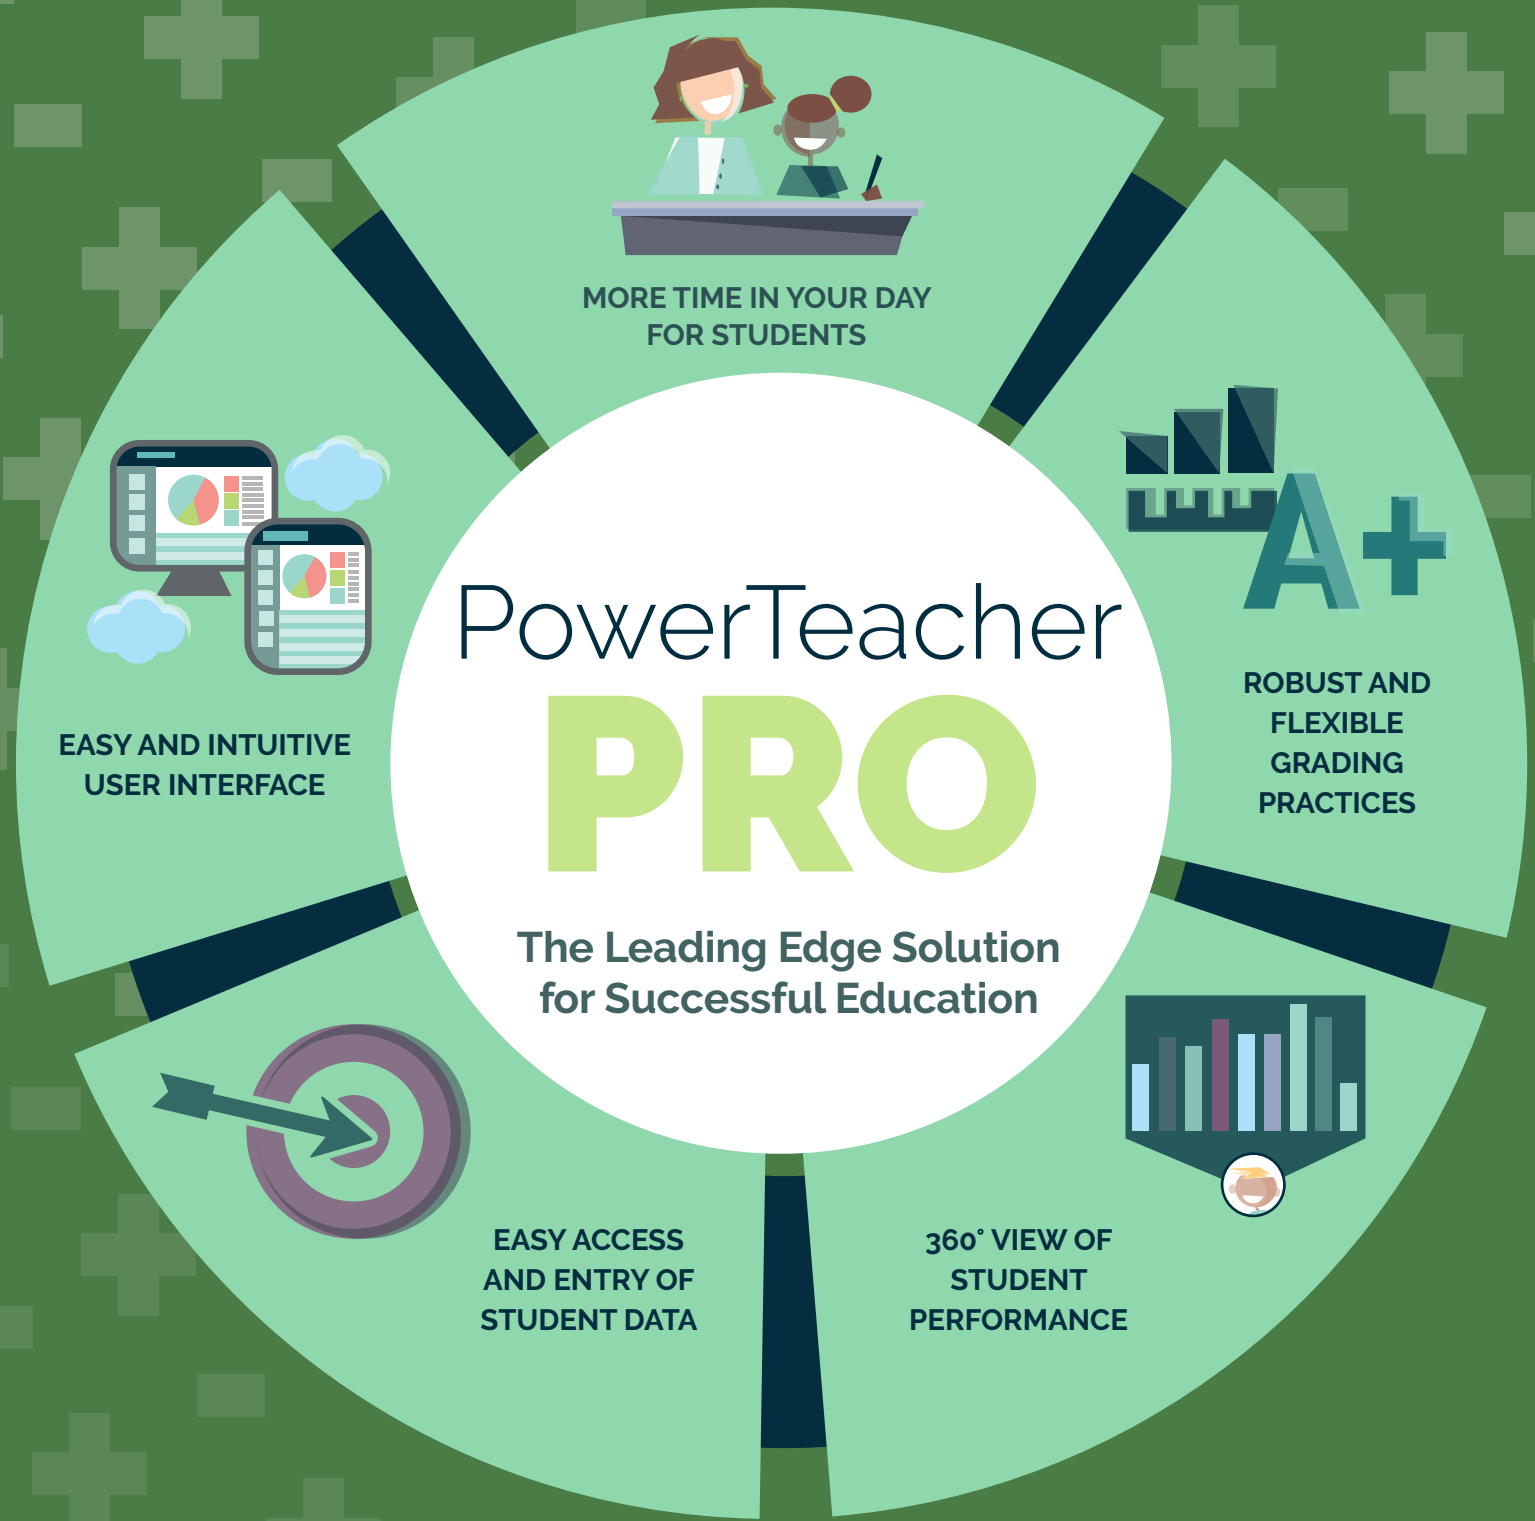 MORE TIME IN YOUR DAY
FOR STUDENTS
ROBUST AND
FLEXIBLE
GRADING
PRACTICES
A+
EASY AND INTUITIVE
USER INTERFACE
PowerTeacher
PRO
The Leading Edge Solution
for Successful Education
EASY ACCESS
AND ENTRY OF
STUDENT DATA
360° VIEW OF
STUDENT
PERFORMANCE